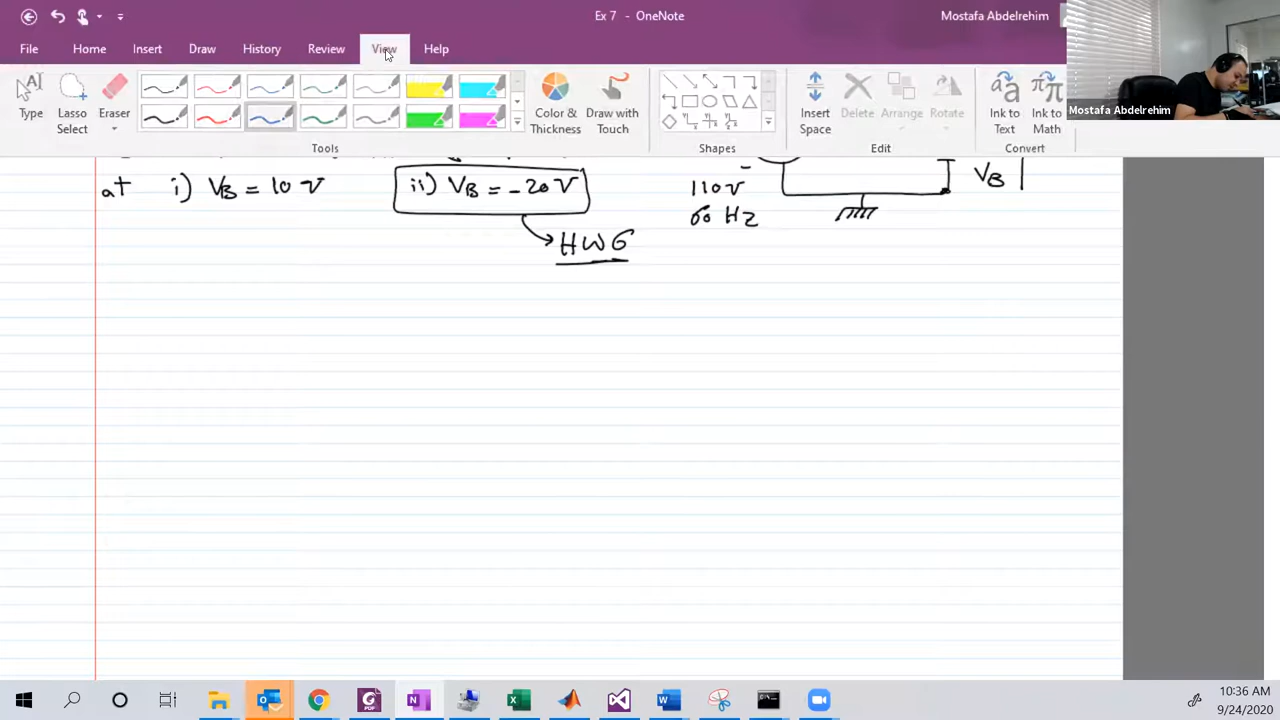 Ex 7 - OneNote
Mostafa Abdelrehim
File Home Insert Draw History Review View Help
Type
Lasso Select
Eraser
Color & Thickness
Draw with Touch
Insert Space
Delete
Arrange
Rotate
Ink to Text
Ink to Math
Tools
Shapes
Edit
Convert
Mostafa Abdelrehim
at i) VB = 10 V
ii) VB = -20 V
HW6
110V
60 Hz
VB
10:36 AM
9/24/2020